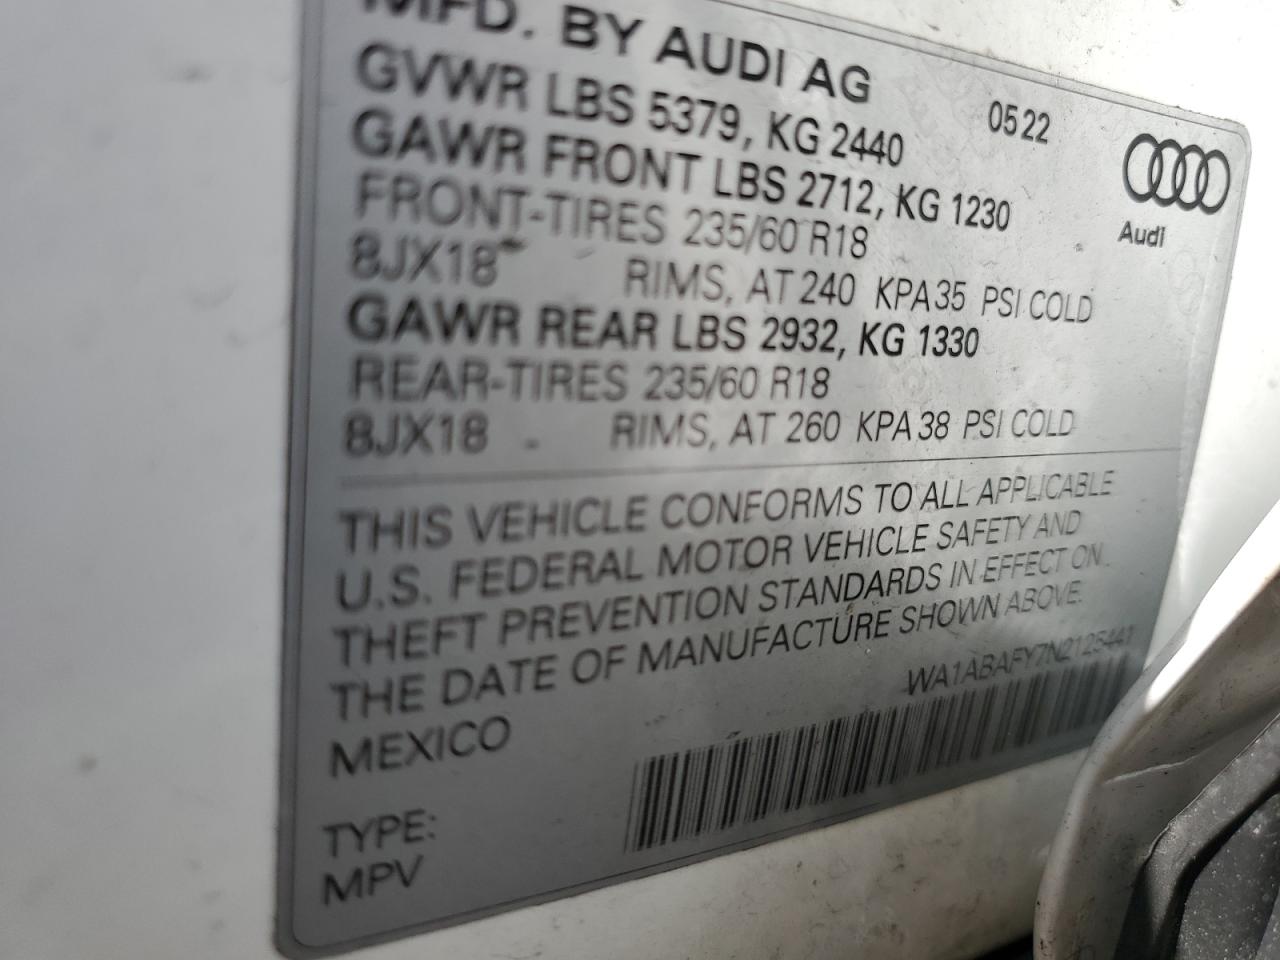 MFD. BY AUDI AG
05 22
GVWR LBS 5379, KG 2440
GAWR FRONT LBS 2712, KG 1230
FRONT-TIRES 235/60 R18
8JX18 RIMS, AT 240 KPA 35 PSI COLD
GAWR REAR LBS 2932, KG 1330
REAR-TIRES 235/60 R18
8JX18 RIMS, AT 260 KPA 38 PSI COLD
Audi
THIS VEHICLE CONFORMS TO ALL APPLICABLE
U.S. FEDERAL MOTOR VEHICLE SAFETY AND
THEFT PREVENTION STANDARDS IN EFFECT ON
THE DATE OF MANUFACTURE SHOWN ABOVE.
WA1ABAFY7N2125441
MEXICO
TYPE:
MPV